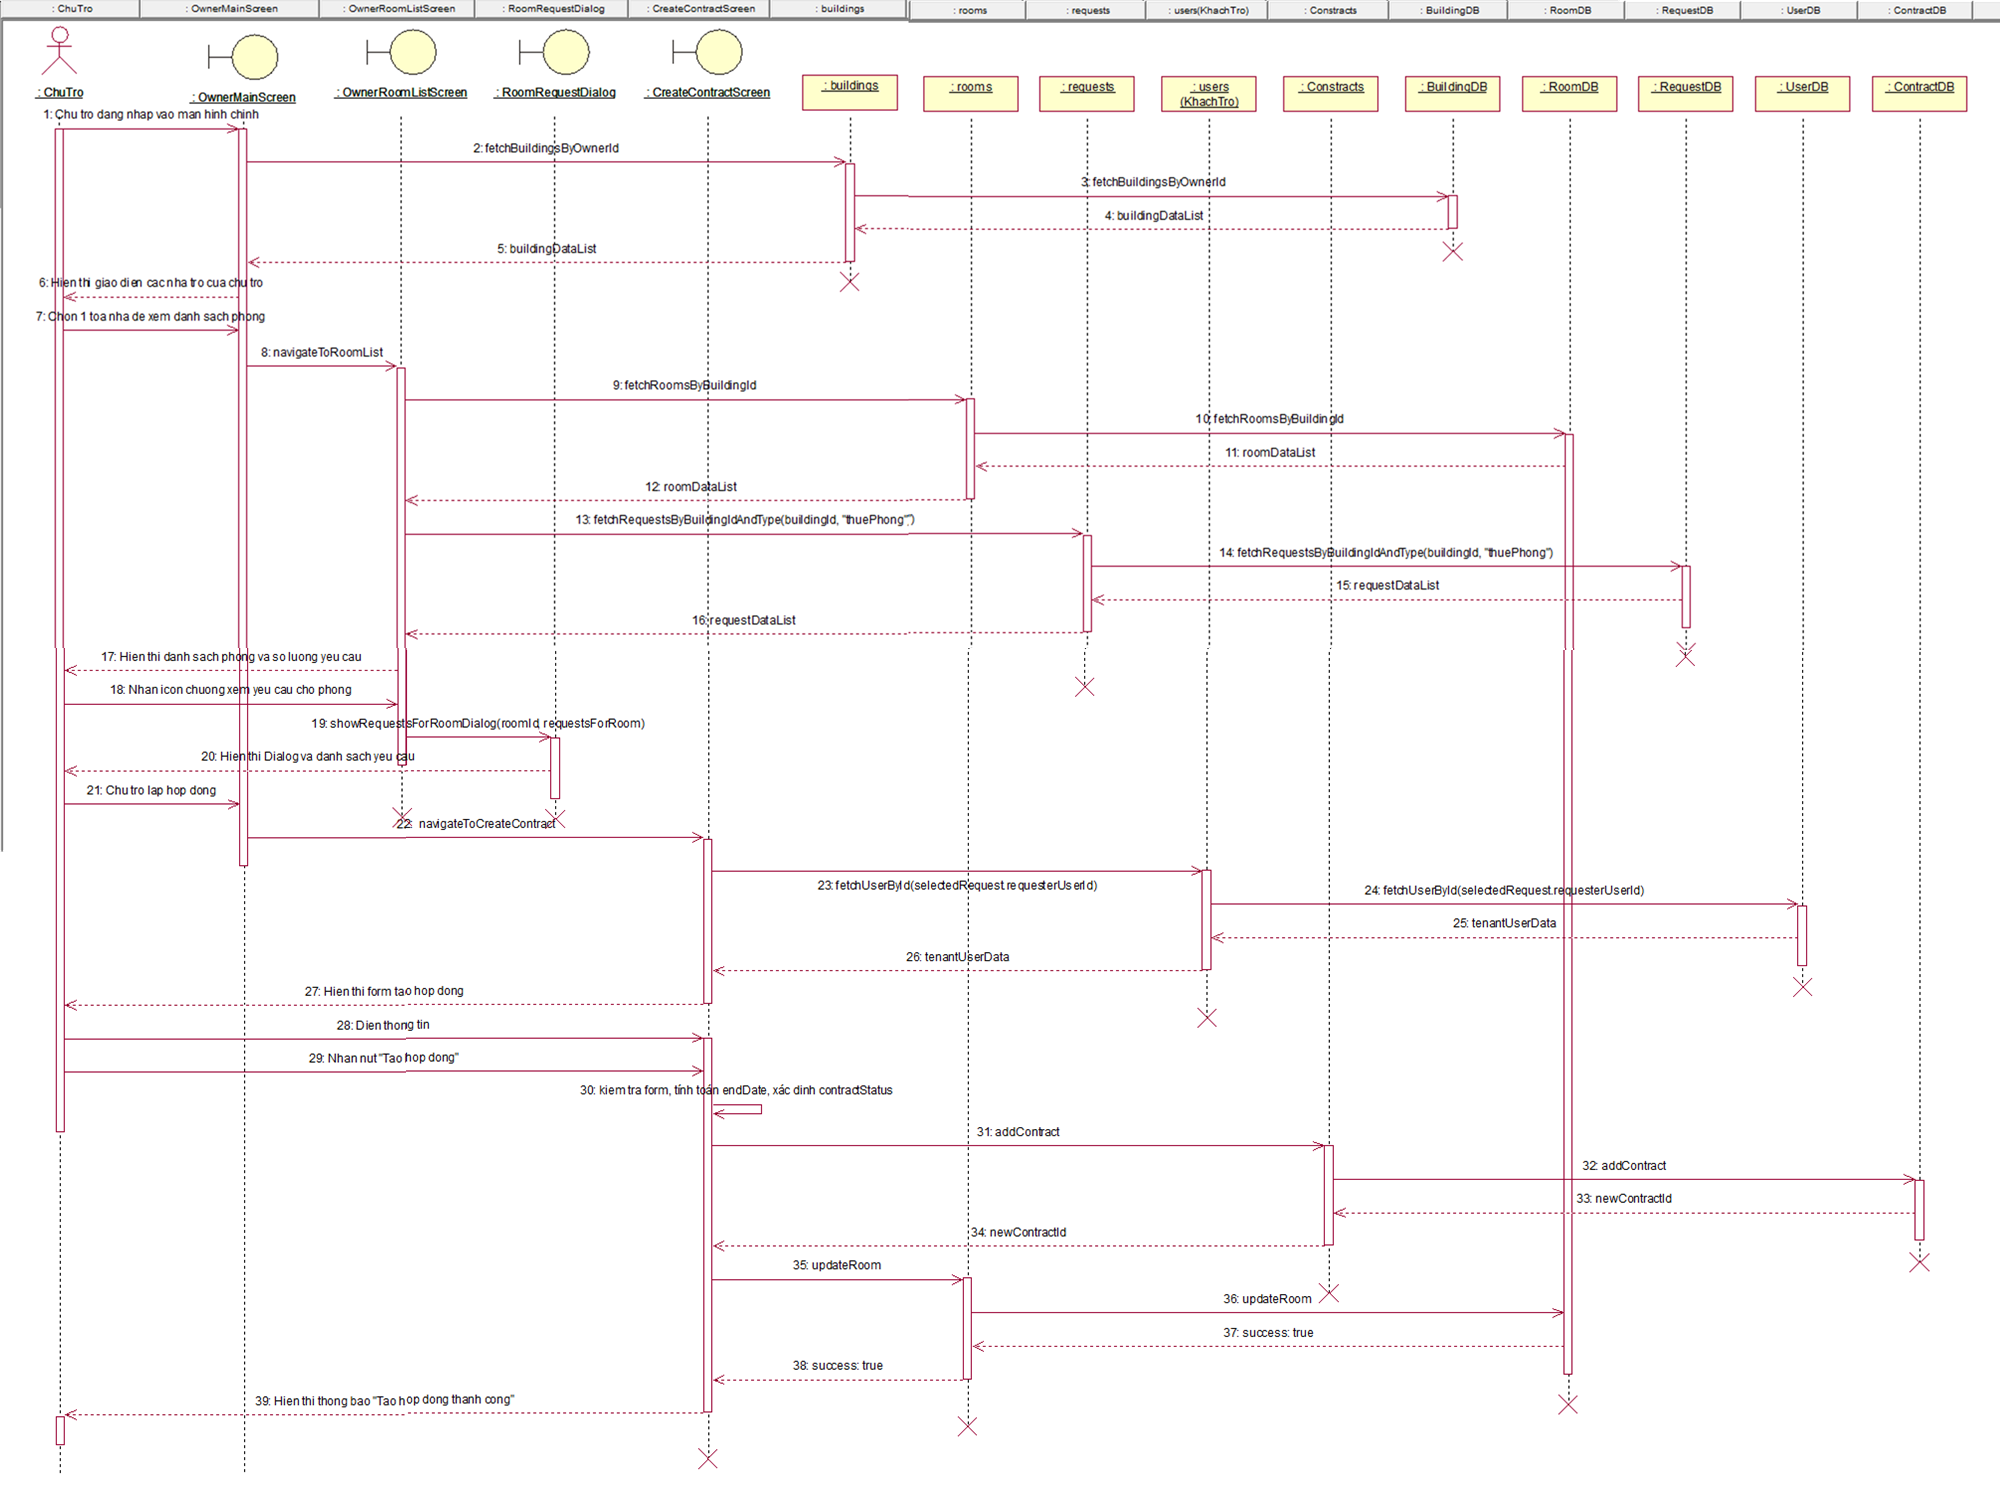 : ChuTro
: OwnerMainScreen
: OwnerRoomListScreen
: RoomRequestDialog
: CreateContractScreen
: buildings
: rooms
: requests
: users(KhachTro)
: Constracts
: BuildingDB
: RoomDB
: RequestDB
: UserDB
: ContractDB
: ChuTro
: OwnerMainScreen
: OwnerRoomListScreen
: RoomRequestDialog
: CreateContractScreen
: buildings
: rooms
: requests
: users
(KhachTro)
: Constracts
: BuildingDB
: RoomDB
: RequestDB
: UserDB
: ContractDB
1: Chu tro dang nhap vao man hinh chinh
2: fetchBuildingsByOwnerId
3: fetchBuildingsByOwnerId
4: buildingDataList
5: buildingDataList
6: Hien thi giao dien cac nha tro cua chu tro
7: Chon 1 toa nha de xem danh sach phong
8: navigateToRoomList
9: fetchRoomsByBuildingId
10: fetchRoomsByBuildingId
11: roomDataList
12: roomDataList
13: fetchRequestsByBuildingIdAndType(buildingId, "thuePhong")
14: fetchRequestsByBuildingIdAndType(buildingId, "thuePhong")
15: requestDataList
16: requestDataList
17: Hien thi danh sach phong va so luong yeu cau
18: Nhan icon chuong xem yeu cau cho phong
19: showRequestsForRoomDialog(roomId, requestsForRoom)
20: Hien thi Dialog va danh sach yeu cau
21: Chu tro lap hop dong
22: navigateToCreateContract
23: fetchUserById(selectedRequest.requesterUserId)
24: fetchUserById(selectedRequest.requesterUserId)
25: tenantUserData
26: tenantUserData
27: Hien thi form tao hop dong
28: Dien thong tin
29: Nhan nut "Tao hop dong"
30: kiem tra form, tính toán endDate, xác dinh contractStatus
31: addContract
32: addContract
33: newContractId
34: newContractId
35: updateRoom
36: updateRoom
37: success: true
38: success: true
39: Hien thi thong bao "Tao hop dong thanh cong"